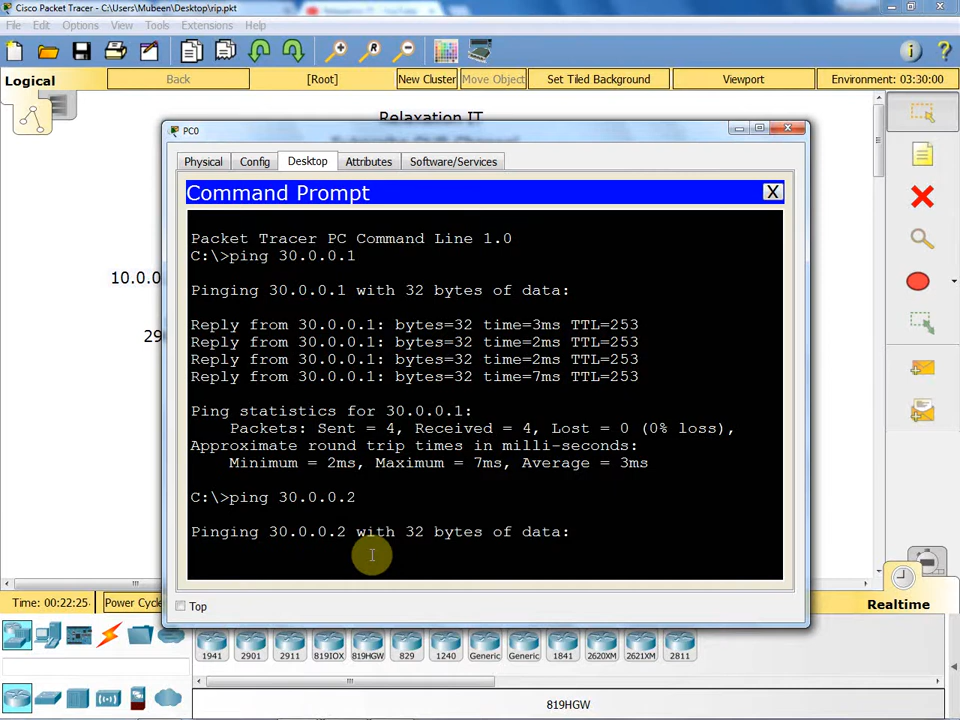 Cisco Packet Tracer - C:\Users\Mubeen\Desktop\rip.pkt
File Edit Options View Tools Extensions Help
Logical Back [Root] New Cluster Move Object Set Tiled Background Viewport Environment: 03:30:00
Relaxation IT
PC0
Physical Config Desktop Attributes Software/Services
Command Prompt X
Packet Tracer PC Command Line 1.0
C:\>ping 30.0.0.1
Pinging 30.0.0.1 with 32 bytes of data:
Reply from 30.0.0.1: bytes=32 time=3ms TTL=253
Reply from 30.0.0.1: bytes=32 time=2ms TTL=253
Reply from 30.0.0.1: bytes=32 time=2ms TTL=253
Reply from 30.0.0.1: bytes=32 time=7ms TTL=253
Ping statistics for 30.0.0.1:
Packets: Sent = 4, Received = 4, Lost = 0 (0% loss),
Approximate round trip times in milli-seconds:
Minimum = 2ms, Maximum = 7ms, Average = 3ms
C:\>ping 30.0.0.2
Pinging 30.0.0.2 with 32 bytes of data:
10.0.0
29
Top
Time: 00:22:25 Power Cycle Realtime
1941 2901 2911 819IOX 819HGW 829 1240 Generic Generic 1841 2620XM 2621XM 2811
819HGW